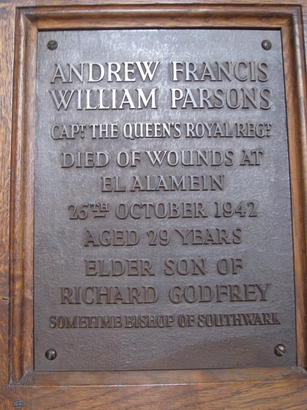 ANDREW FRANCIS
WILLIAM PARSONS
CAPT. THE QUEEN'S ROYAL REGT.
DIED OF WOUNDS AT
EL ALAMEIN
26TH OCTOBER 1942
AGED 29 YEARS
ELDER SON OF
RICHARD GODFREY
SOMETIME BISHOP OF SOUTHWARK